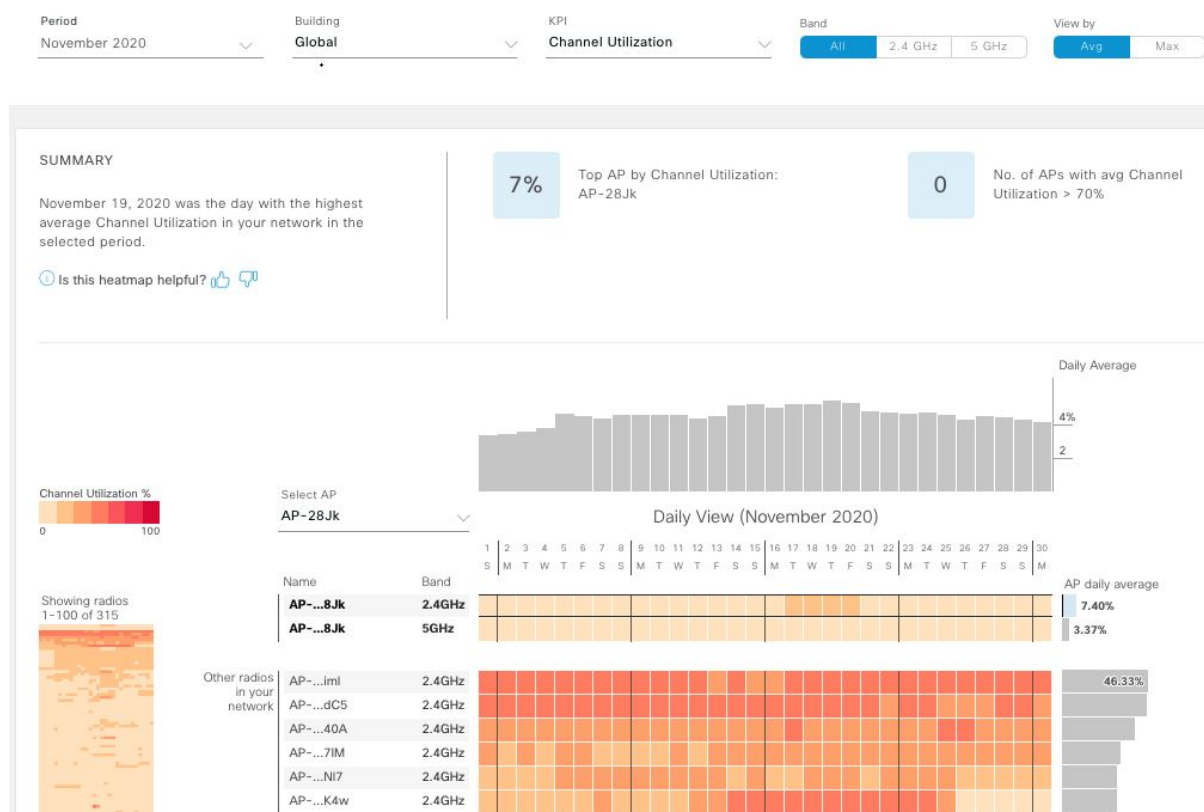 Period
November 2020
Building
Global
KPI
Channel Utilization
Band
All 2.4 GHz 5 GHz
View by
Avg Max
SUMMARY
November 19, 2020 was the day with the highest
average Channel Utilization in your network in the
selected period.
Is this heatmap helpful?
7%
Top AP by Channel Utilization:
AP-28Jk
0
No. of APs with avg Channel
Utilization > 70%
Daily Average
4%
2
Channel Utilization %
0 100
Select AP
AP-28Jk
Daily View (November 2020)
1 2 3 4 5 6 7 8 9 10 11 12 13 14 15 16 17 18 19 20 21 22 23 24 25 26 27 28 29 30
S M T W T F S S M T W T F S S M T W T F S S M T W T F S S M
Name Band
AP daily average
AP-...8Jk 2.4GHz 7.40%
AP-...8Jk 5GHz 3.37%
Showing radios
1-100 of 315
Other radios
in your
network
AP-...iml 2.4GHz 46.33%
AP-...dC5 2.4GHz
AP-...40A 2.4GHz
AP-...7IM 2.4GHz
AP-...NI7 2.4GHz
AP-...K4w 2.4GHz